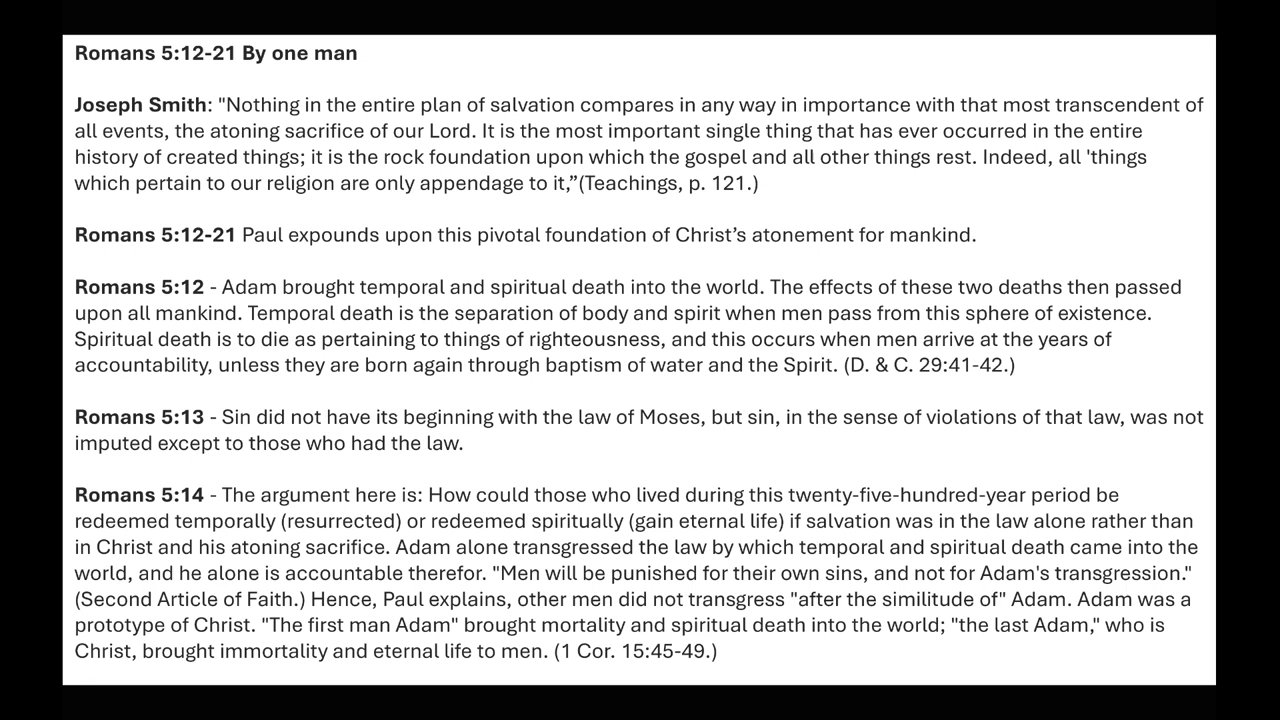 Romans 5:12-21 By one man
Joseph Smith: "Nothing in the entire plan of salvation compares in any way in importance with that most transcendent of
all events, the atoning sacrifice of our Lord. It is the most important single thing that has ever occurred in the entire
history of created things; it is the rock foundation upon which the gospel and all other things rest. Indeed, all 'things
which pertain to our religion are only appendage to it,”(Teachings, p. 121.)
Romans 5:12-21 Paul expounds upon this pivotal foundation of Christ’s atonement for mankind.
Romans 5:12 - Adam brought temporal and spiritual death into the world. The effects of these two deaths then passed
upon all mankind. Temporal death is the separation of body and spirit when men pass from this sphere of existence.
Spiritual death is to die as pertaining to things of righteousness, and this occurs when men arrive at the years of
accountability, unless they are born again through baptism of water and the Spirit. (D. & C. 29:41-42.)
Romans 5:13 - Sin did not have its beginning with the law of Moses, but sin, in the sense of violations of that law, was not
imputed except to those who had the law.
Romans 5:14 - The argument here is: How could those who lived during this twenty-five-hundred-year period be
redeemed temporally (resurrected) or redeemed spiritually (gain eternal life) if salvation was in the law alone rather than
in Christ and his atoning sacrifice. Adam alone transgressed the law by which temporal and spiritual death came into the
world, and he alone is accountable therefor. "Men will be punished for their own sins, and not for Adam's transgression."
(Second Article of Faith.) Hence, Paul explains, other men did not transgress "after the similitude of" Adam. Adam was a
prototype of Christ. "The first man Adam" brought mortality and spiritual death into the world; "the last Adam," who is
Christ, brought immortality and eternal life to men. (1 Cor. 15:45-49.)